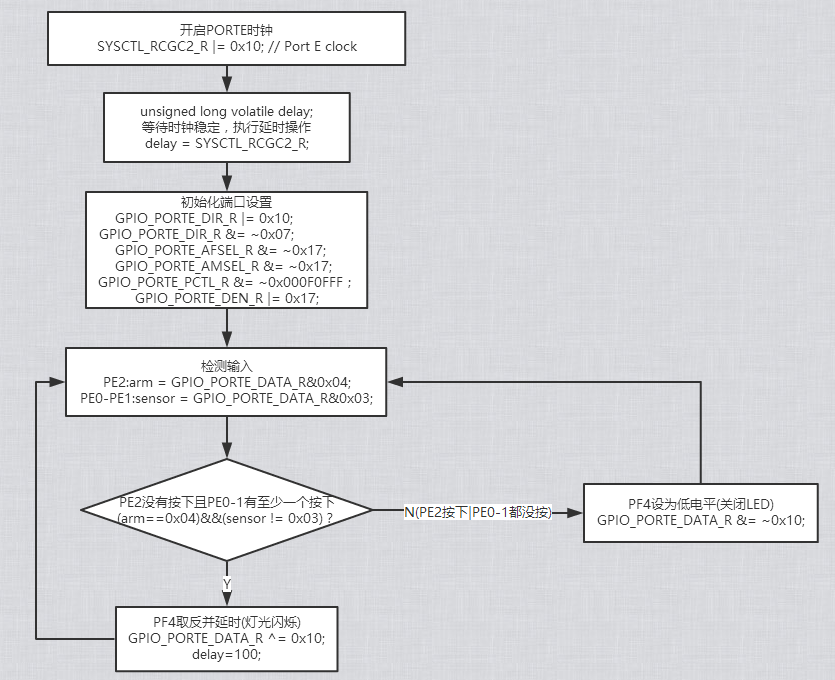 开启PORTE时钟
SYSCTL_RCGC2_R |= 0x10; // Port E clock
unsigned long volatile delay;
等待时钟稳定，执行延时操作
delay = SYSCTL_RCGC2_R;
初始化端口设置
GPIO_PORTE_DIR_R |= 0x10;
GPIO_PORTE_DIR_R &= ~0x07;
GPIO_PORTE_AFSEL_R &= ~0x17;
GPIO_PORTE_AMSEL_R &= ~0x17;
GPIO_PORTE_PCTL_R &= ~0x000F0FFF；
GPIO_PORTE_DEN_R |= 0x17;
检测输入
PE2:arm = GPIO_PORTE_DATA_R&0x04;
PE0-PE1:sensor = GPIO_PORTE_DATA_R&0x03;
PE2没有按下且PE0-1有至少一个按下
(arm==0x04)&&(sensor != 0x03)？
N(PE2按下|PE0-1都没按)
PF4设为低电平(关闭LED)
GPIO_PORTE_DATA_R &= ~0x10;
Y
PF4取反并延时(灯光闪烁)
GPIO_PORTE_DATA_R ^= 0x10;
delay=100;